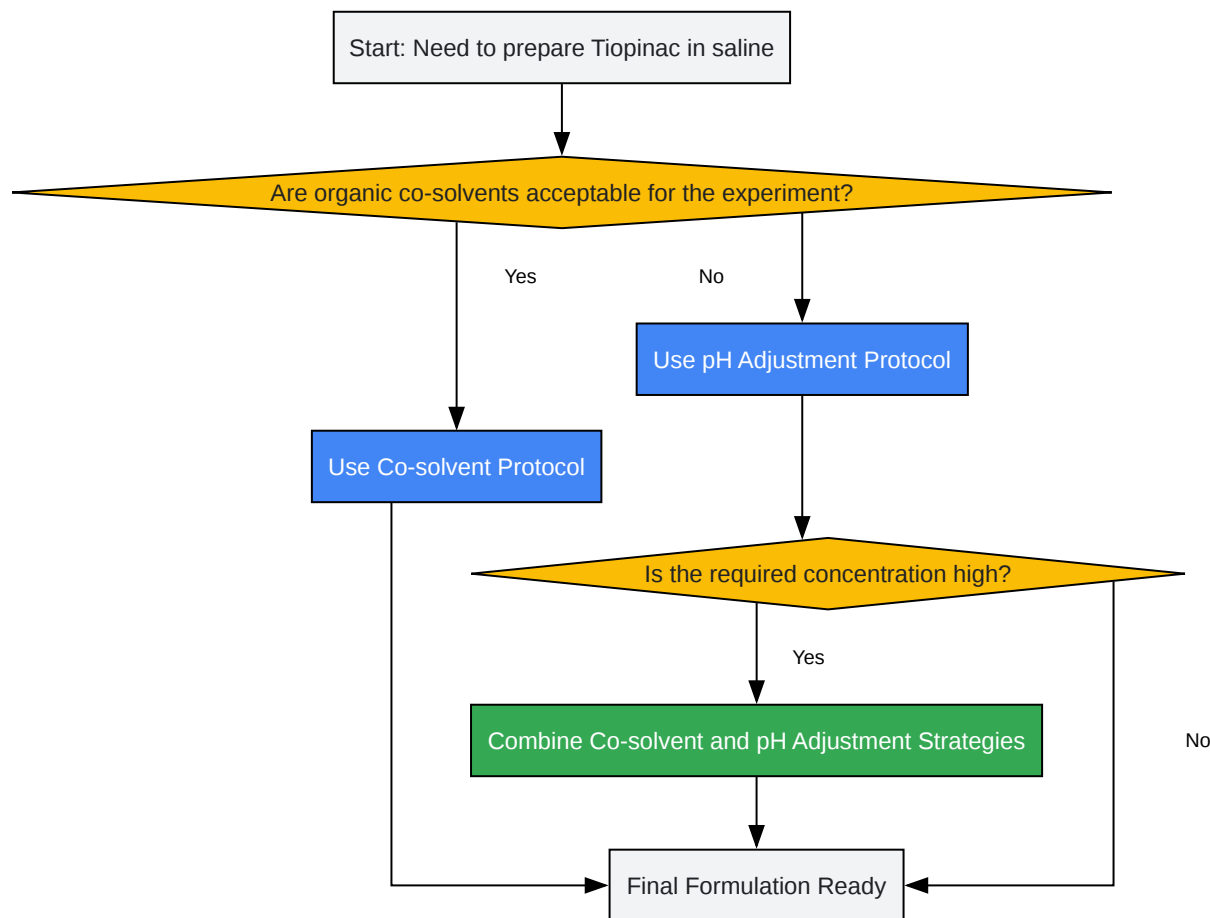 Start: Need to prepare Tiopinac in saline
Are organic co-solvents acceptable for the experiment?
Yes
No
Use pH Adjustment Protocol
Use Co-solvent Protocol
Is the required concentration high?
Yes
Combine Co-solvent and pH Adjustment Strategies
No
Final Formulation Ready